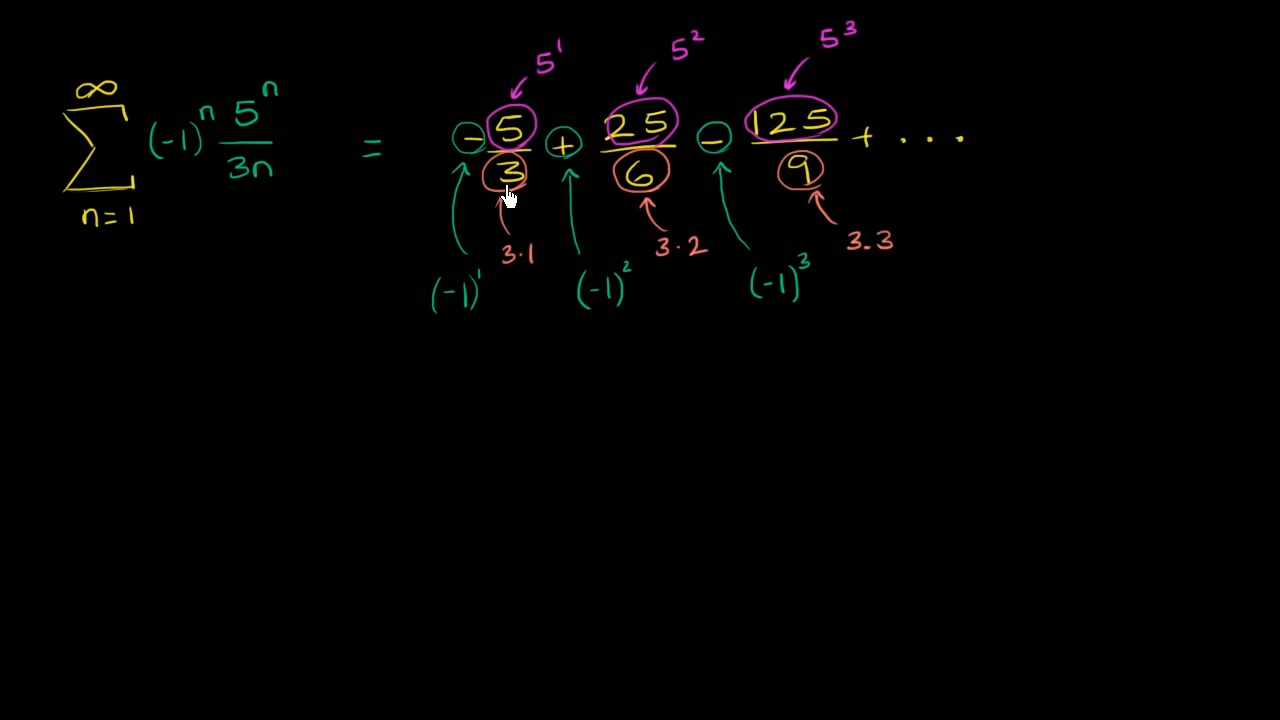 5^1 5^2 5^3
∞
∑ (-1)^n 5^n/3n = - 5/3 + 25/6 - 125/9 + ...
n=1
3·1 3·2 3·3
(-1)^1 (-1)^2 (-1)^3